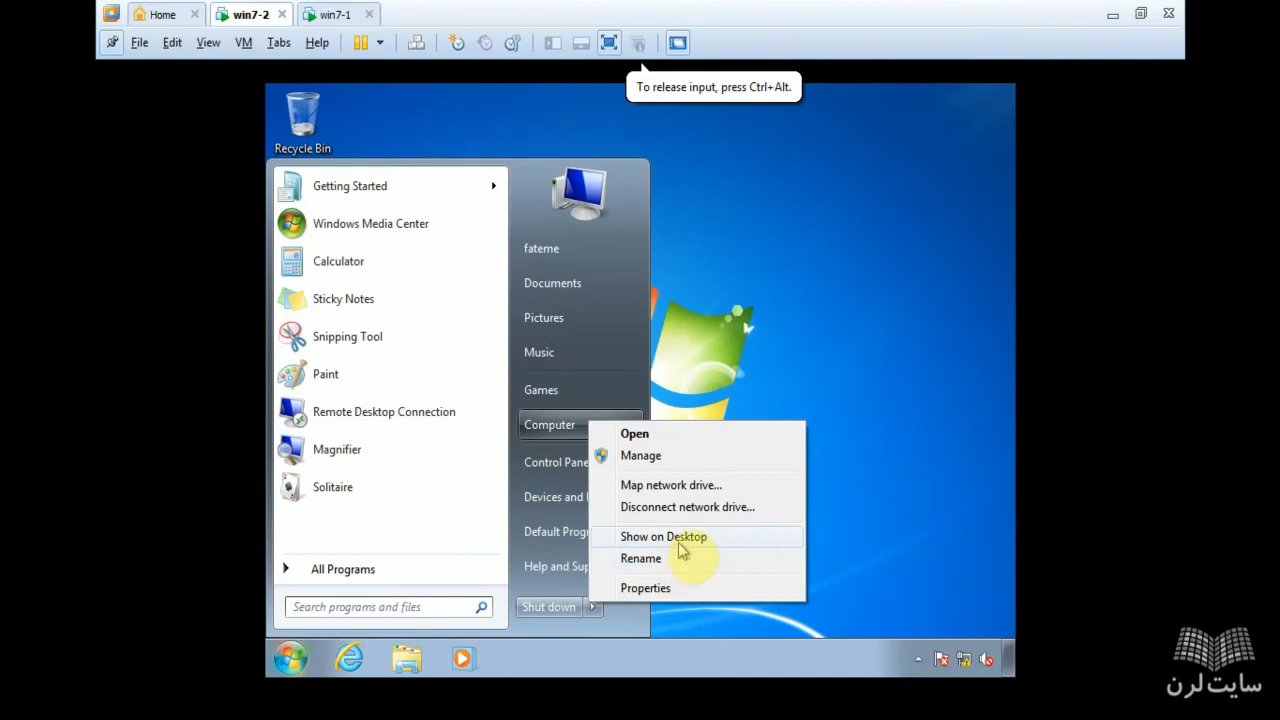 Home
win7-2
win7-1
File Edit View VM Tabs Help
To release input, press Ctrl+Alt.
Recycle Bin
Getting Started
Windows Media Center
Calculator
Sticky Notes
Snipping Tool
Paint
Remote Desktop Connection
Magnifier
Solitaire
All Programs
Search programs and files
fateme
Documents
Pictures
Music
Games
Computer
Control Pane
Devices and
Default Prog
Help and Sup
Shut down
Open
Manage
Map network drive...
Disconnect network drive...
Show on Desktop
Rename
Properties
سایت لرن